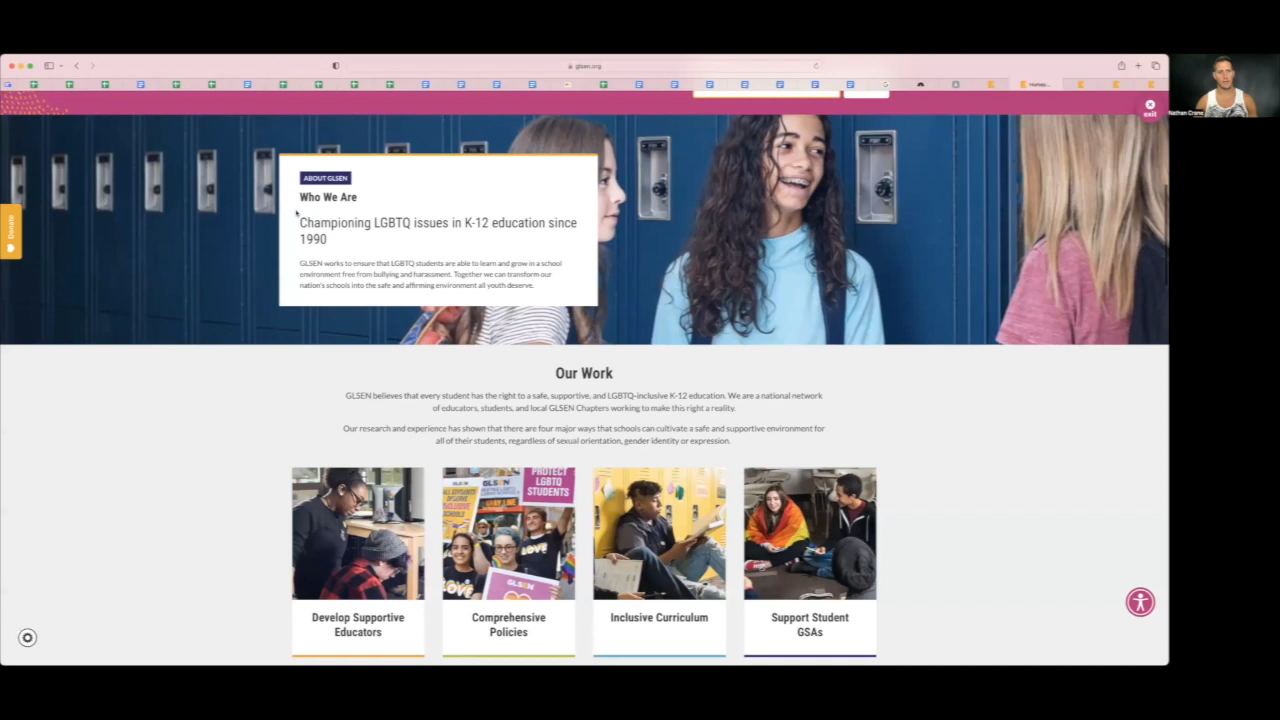 glsen.org
Homep...
exit
Nathan Crane
Donate
ABOUT GLSEN
Who We Are
Championing LGBTQ issues in K-12 education since
1990
GLSEN works to ensure that LGBTQ students are able to learn and grow in a school
environment free from bullying and harassment. Together we can transform our
nation's schools into the safe and affirming environment all youth deserve.
Our Work
GLSEN believes that every student has the right to a safe, supportive, and LGBTQ-inclusive K-12 education. We are a national network
of educators, students, and local GLSEN Chapters working to make this right a reality.
Our research and experience has shown that there are four major ways that schools can cultivate a safe and supportive environment for
all of their students, regardless of sexual orientation, gender identity or expression.
GLSEN
PROTECT
LGBTQ
STUDENTS
LOVE
LOVE
GLSEN
Develop Supportive
Educators
Comprehensive
Policies
Inclusive Curriculum
Support Student
GSAs